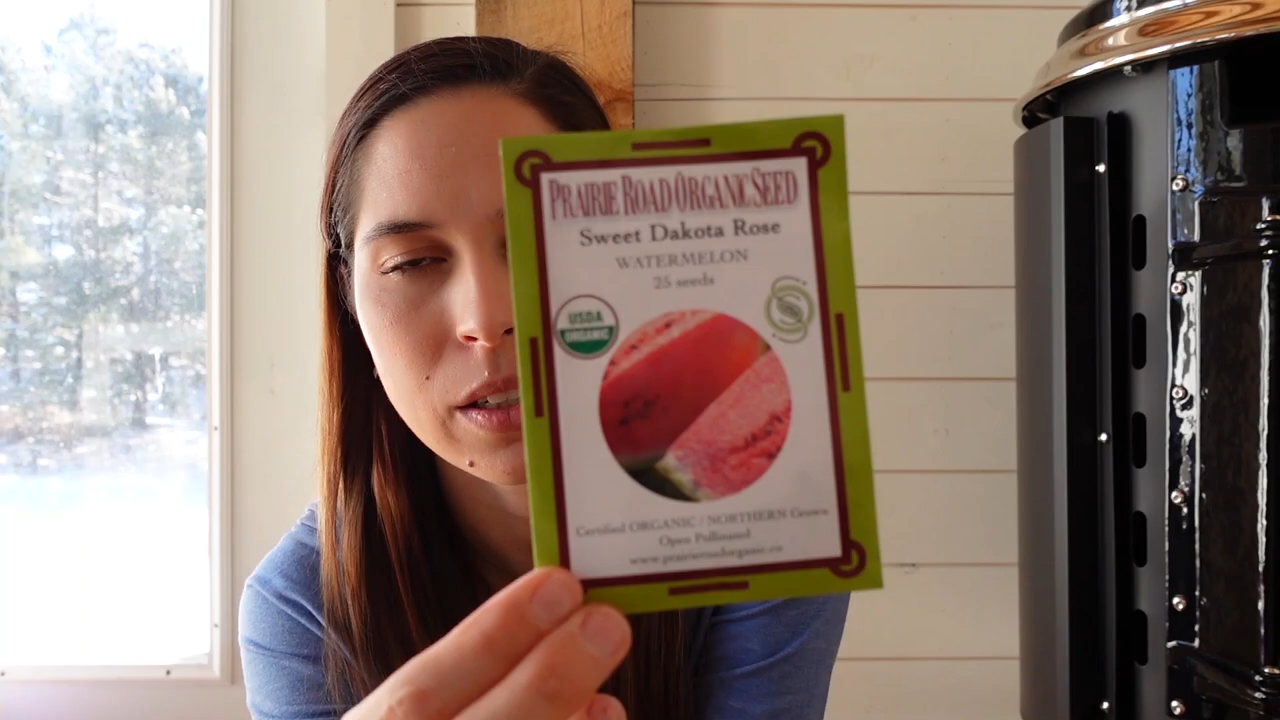 PRAIRIE ROAD ORGANIC SEED
Sweet Dakota Rose
WATERMELON
25 seeds
USDA
ORGANIC
Certified ORGANIC / NORTHERN Grown
Open Pollinated
www.prairieroadorganic.co